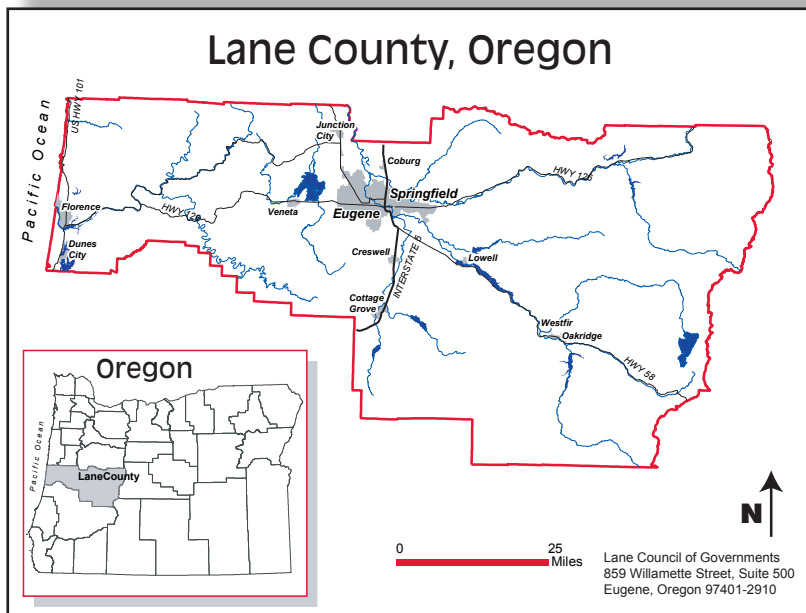 Lane County, Oregon
Pacific Ocean
US HWY 101
Junction
City
Coburg
HWY 126
Springfield
Florence
HWY 126
Veneta
Eugene
Dunes
City
Creswell
INTERSTATE 5
Lowell
Cottage
Grove
Westfir
Oakridge
HWY 58
Oregon
Pacific Ocean
LaneCounty
N
0
25
Miles
Lane Council of Governments
859 Willamette Street, Suite 500
Eugene, Oregon 97401-2910